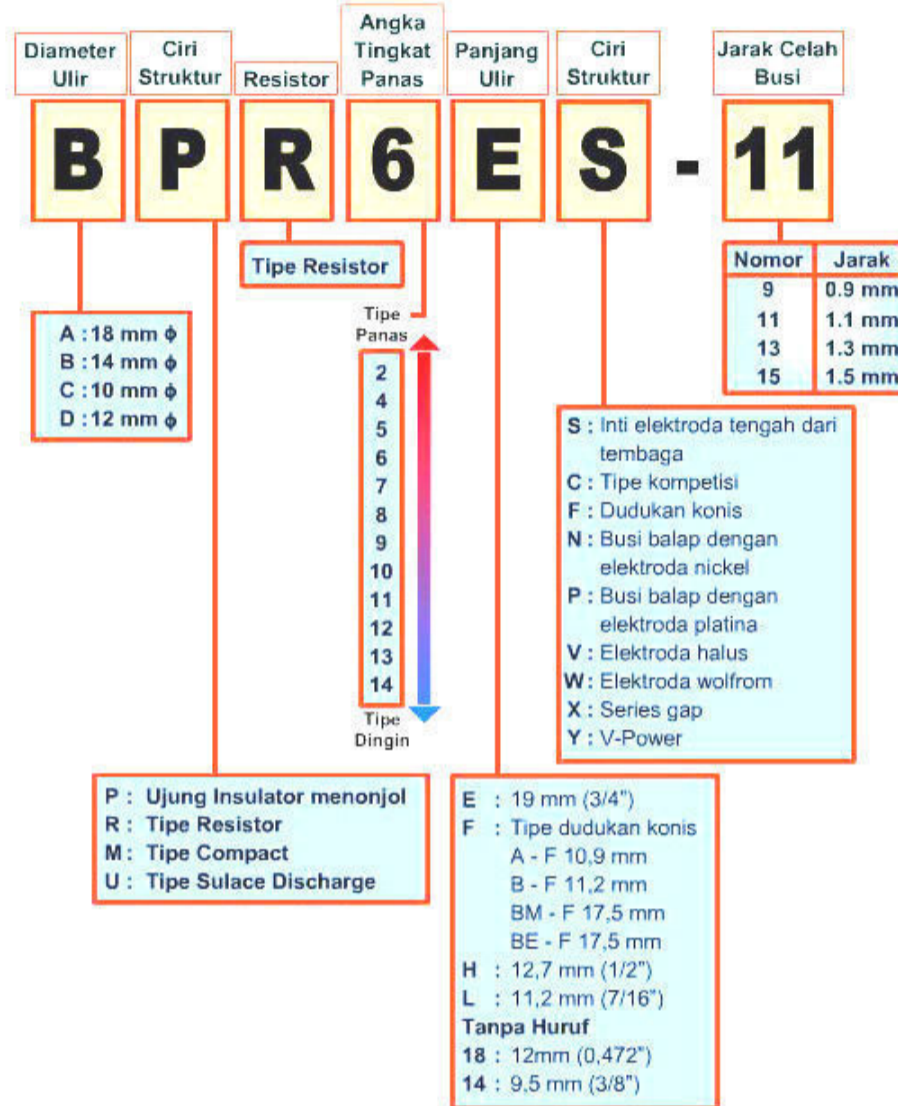 Diameter Ulir
Ciri Struktur
Resistor
Angka Tingkat Panas
Panjang Ulir
Ciri Struktur
Jarak Celah Busi
B P R 6 E S - 11
Tipe Resistor
Nomor Jarak
9 0.9 mm
11 1.1 mm
13 1.3 mm
15 1.5 mm
A : 18 mm ϕ
B : 14 mm ϕ
C : 10 mm ϕ
D : 12 mm ϕ
Tipe
Panas
2
4
5
6
7
8
9
10
11
12
13
14
Tipe
Dingin
S : Inti elektroda tengah dari
tembaga
C : Tipe kompetisi
F : Dudukan konis
N : Busi balap dengan
elektroda nickel
P : Busi balap dengan
elektroda platina
V : Elektroda halus
W : Elektroda wolfrom
X : Series gap
Y : V-Power
P : Ujung Insulator menonjol
R : Tipe Resistor
M : Tipe Compact
U : Tipe Sulace Discharge
E : 19 mm (3/4")
F : Tipe dudukan konis
A - F 10,9 mm
B - F 11,2 mm
BM - F 17,5 mm
BE - F 17,5 mm
H : 12,7 mm (1/2")
L : 11,2 mm (7/16")
Tanpa Huruf
18 : 12mm (0,472")
14 : 9,5 mm (3/8")